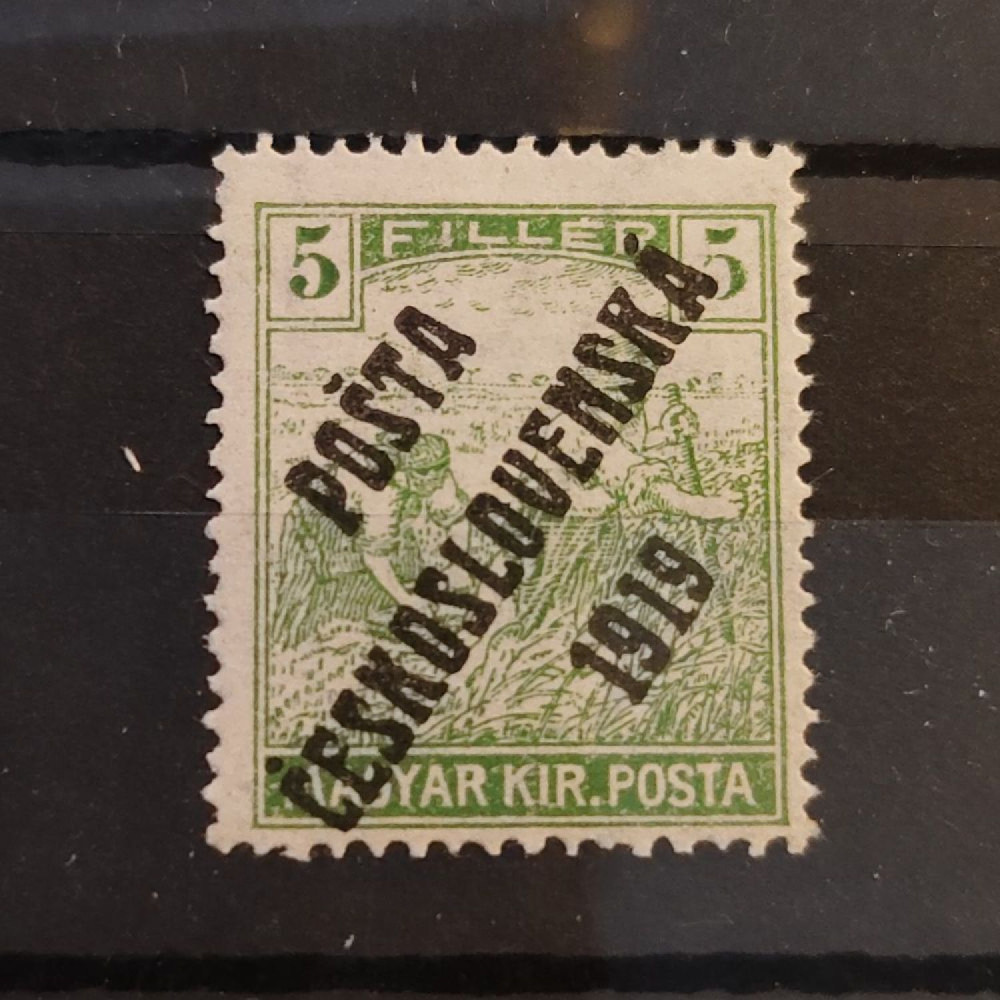 5 FILLÉR 5
POŠTA
ČESKOSLOVENSKÁ
1919
MAGYAR KIR. POSTA